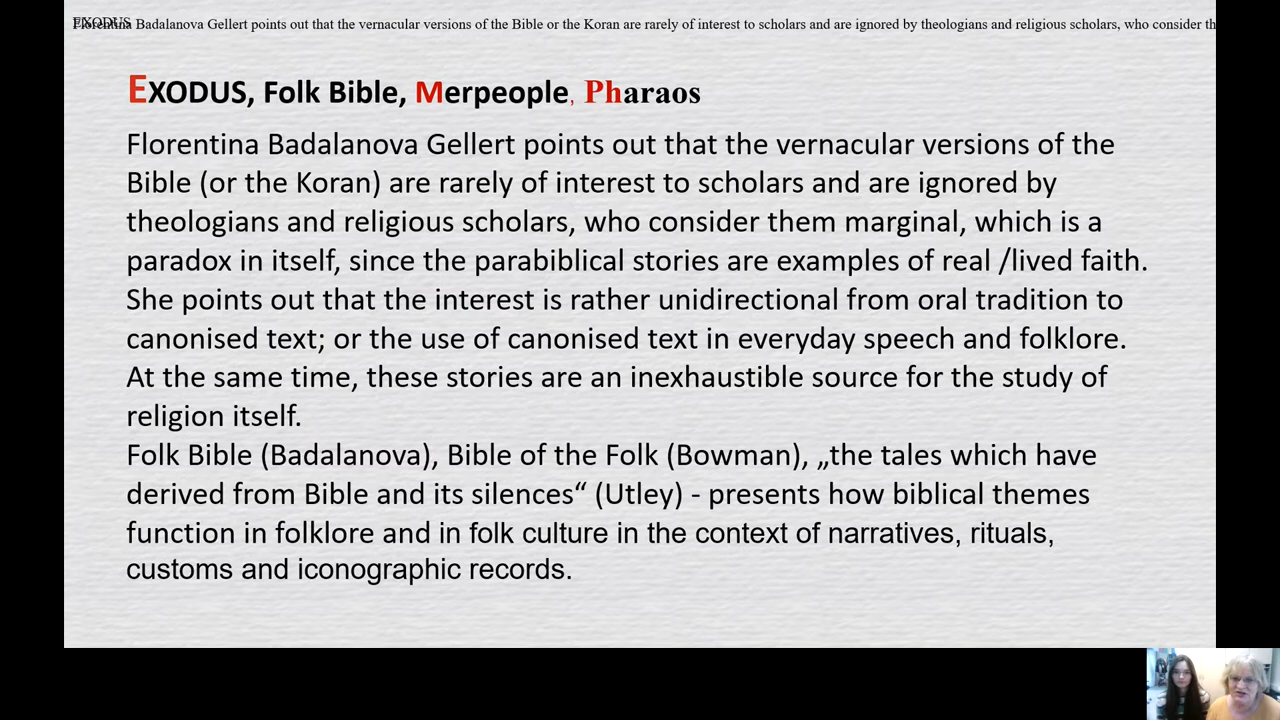 EXODUS
Florentina Badalanova Gellert points out that the vernacular versions of the Bible or the Koran are rarely of interest to scholars and are ignored by theologians and religious scholars, who consider th
EXODUS, Folk Bible, Merpeople, Pharaos
Florentina Badalanova Gellert points out that the vernacular versions of the
Bible (or the Koran) are rarely of interest to scholars and are ignored by
theologians and religious scholars, who consider them marginal, which is a
paradox in itself, since the parabiblical stories are examples of real /lived faith.
She points out that the interest is rather unidirectional from oral tradition to
canonised text; or the use of canonised text in everyday speech and folklore.
At the same time, these stories are an inexhaustible source for the study of
religion itself.
Folk Bible (Badalanova), Bible of the Folk (Bowman), „the tales which have
derived from Bible and its silences“ (Utley) - presents how biblical themes
function in folklore and in folk culture in the context of narratives, rituals,
customs and iconographic records.